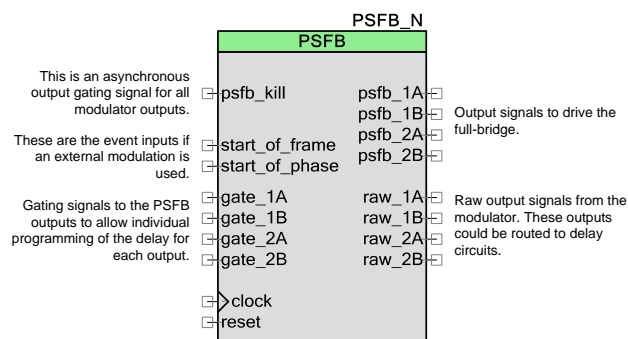 PSFB_N
PSFB
This is an asynchronous
output gating signal for all
modulator outputs.
These are the event inputs if
an external modulation is
used.
Gating signals to the PSFB
outputs to allow individual
programming of the delay for
each output.
psfb_kill
start_of_frame
start_of_phase
gate_1A
gate_1B
gate_2A
gate_2B
clock
reset
psfb_1A
psfb_1B
psfb_2A
psfb_2B
raw_1A
raw_1B
raw_2A
raw_2B
Output signals to drive the
full-bridge.
Raw output signals from the
modulator. These outputs
could be routed to delay
circuits.